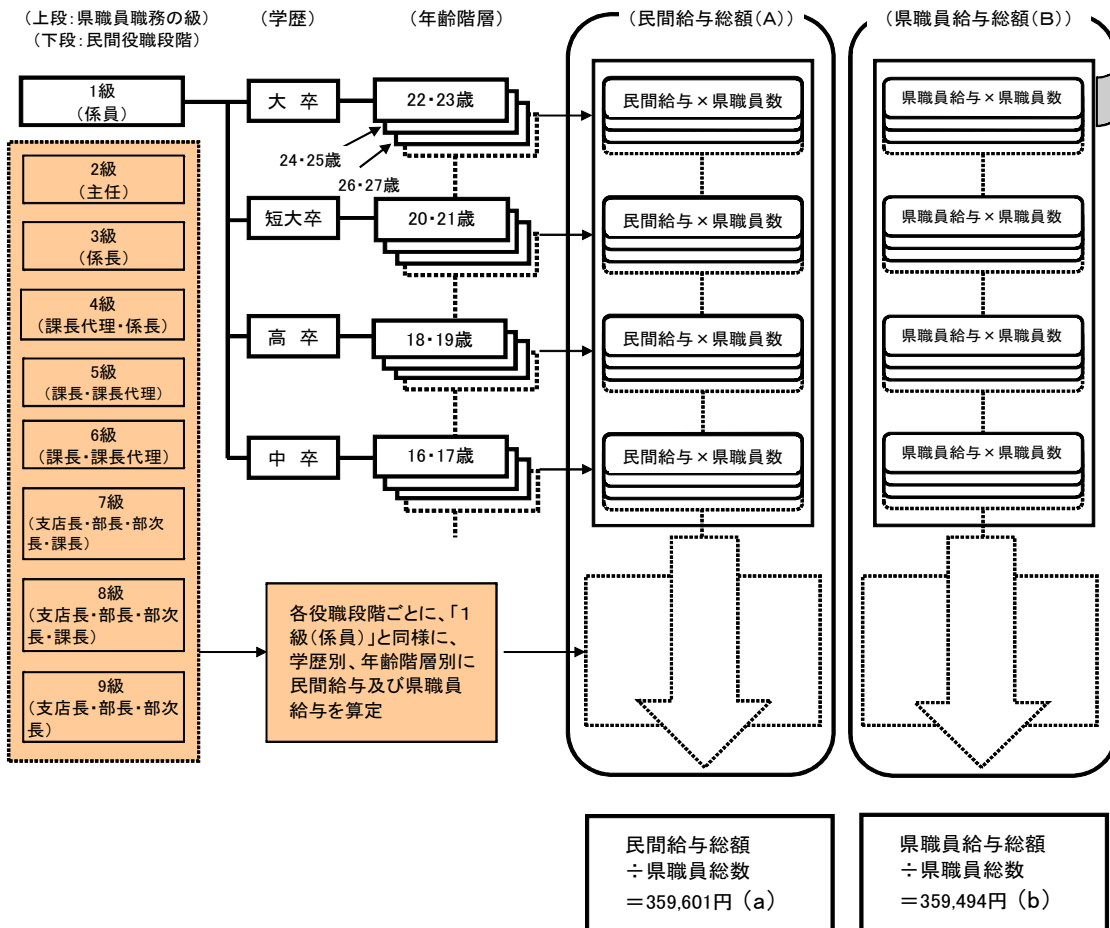 （上段：県職員職務の級）
（下段：民間役職段階）
（学歴）
（年齢階層）
（民間給与総額（A））
（県職員給与総額（B））
1級
（係員）
2級
（主任）
3級
（係長）
4級
（課長代理・係長）
5級
（課長・課長代理）
6級
（課長・課長代理）
7級
（支店長・部長・部次
長・課長）
8級
（支店長・部長・部次
長・課長）
9級
（支店長・部長・部次
長）
大　卒
22・23歳
24・25歳
26・27歳
民間給与×県職員数
県職員給与×県職員数
短大卒
20・21歳
民間給与×県職員数
県職員給与×県職員数
高　卒
18・19歳
民間給与×県職員数
県職員給与×県職員数
中　卒
16・17歳
民間給与×県職員数
県職員給与×県職員数
各役職段階ごとに、「1
級（係員）」と同様に、
学歴別、年齢階層別に
民間給与及び県職員
給与を算定
民間給与総額
÷県職員総数
＝359,601円（a）
県職員給与総額
÷県職員総数
＝359,494円（b）